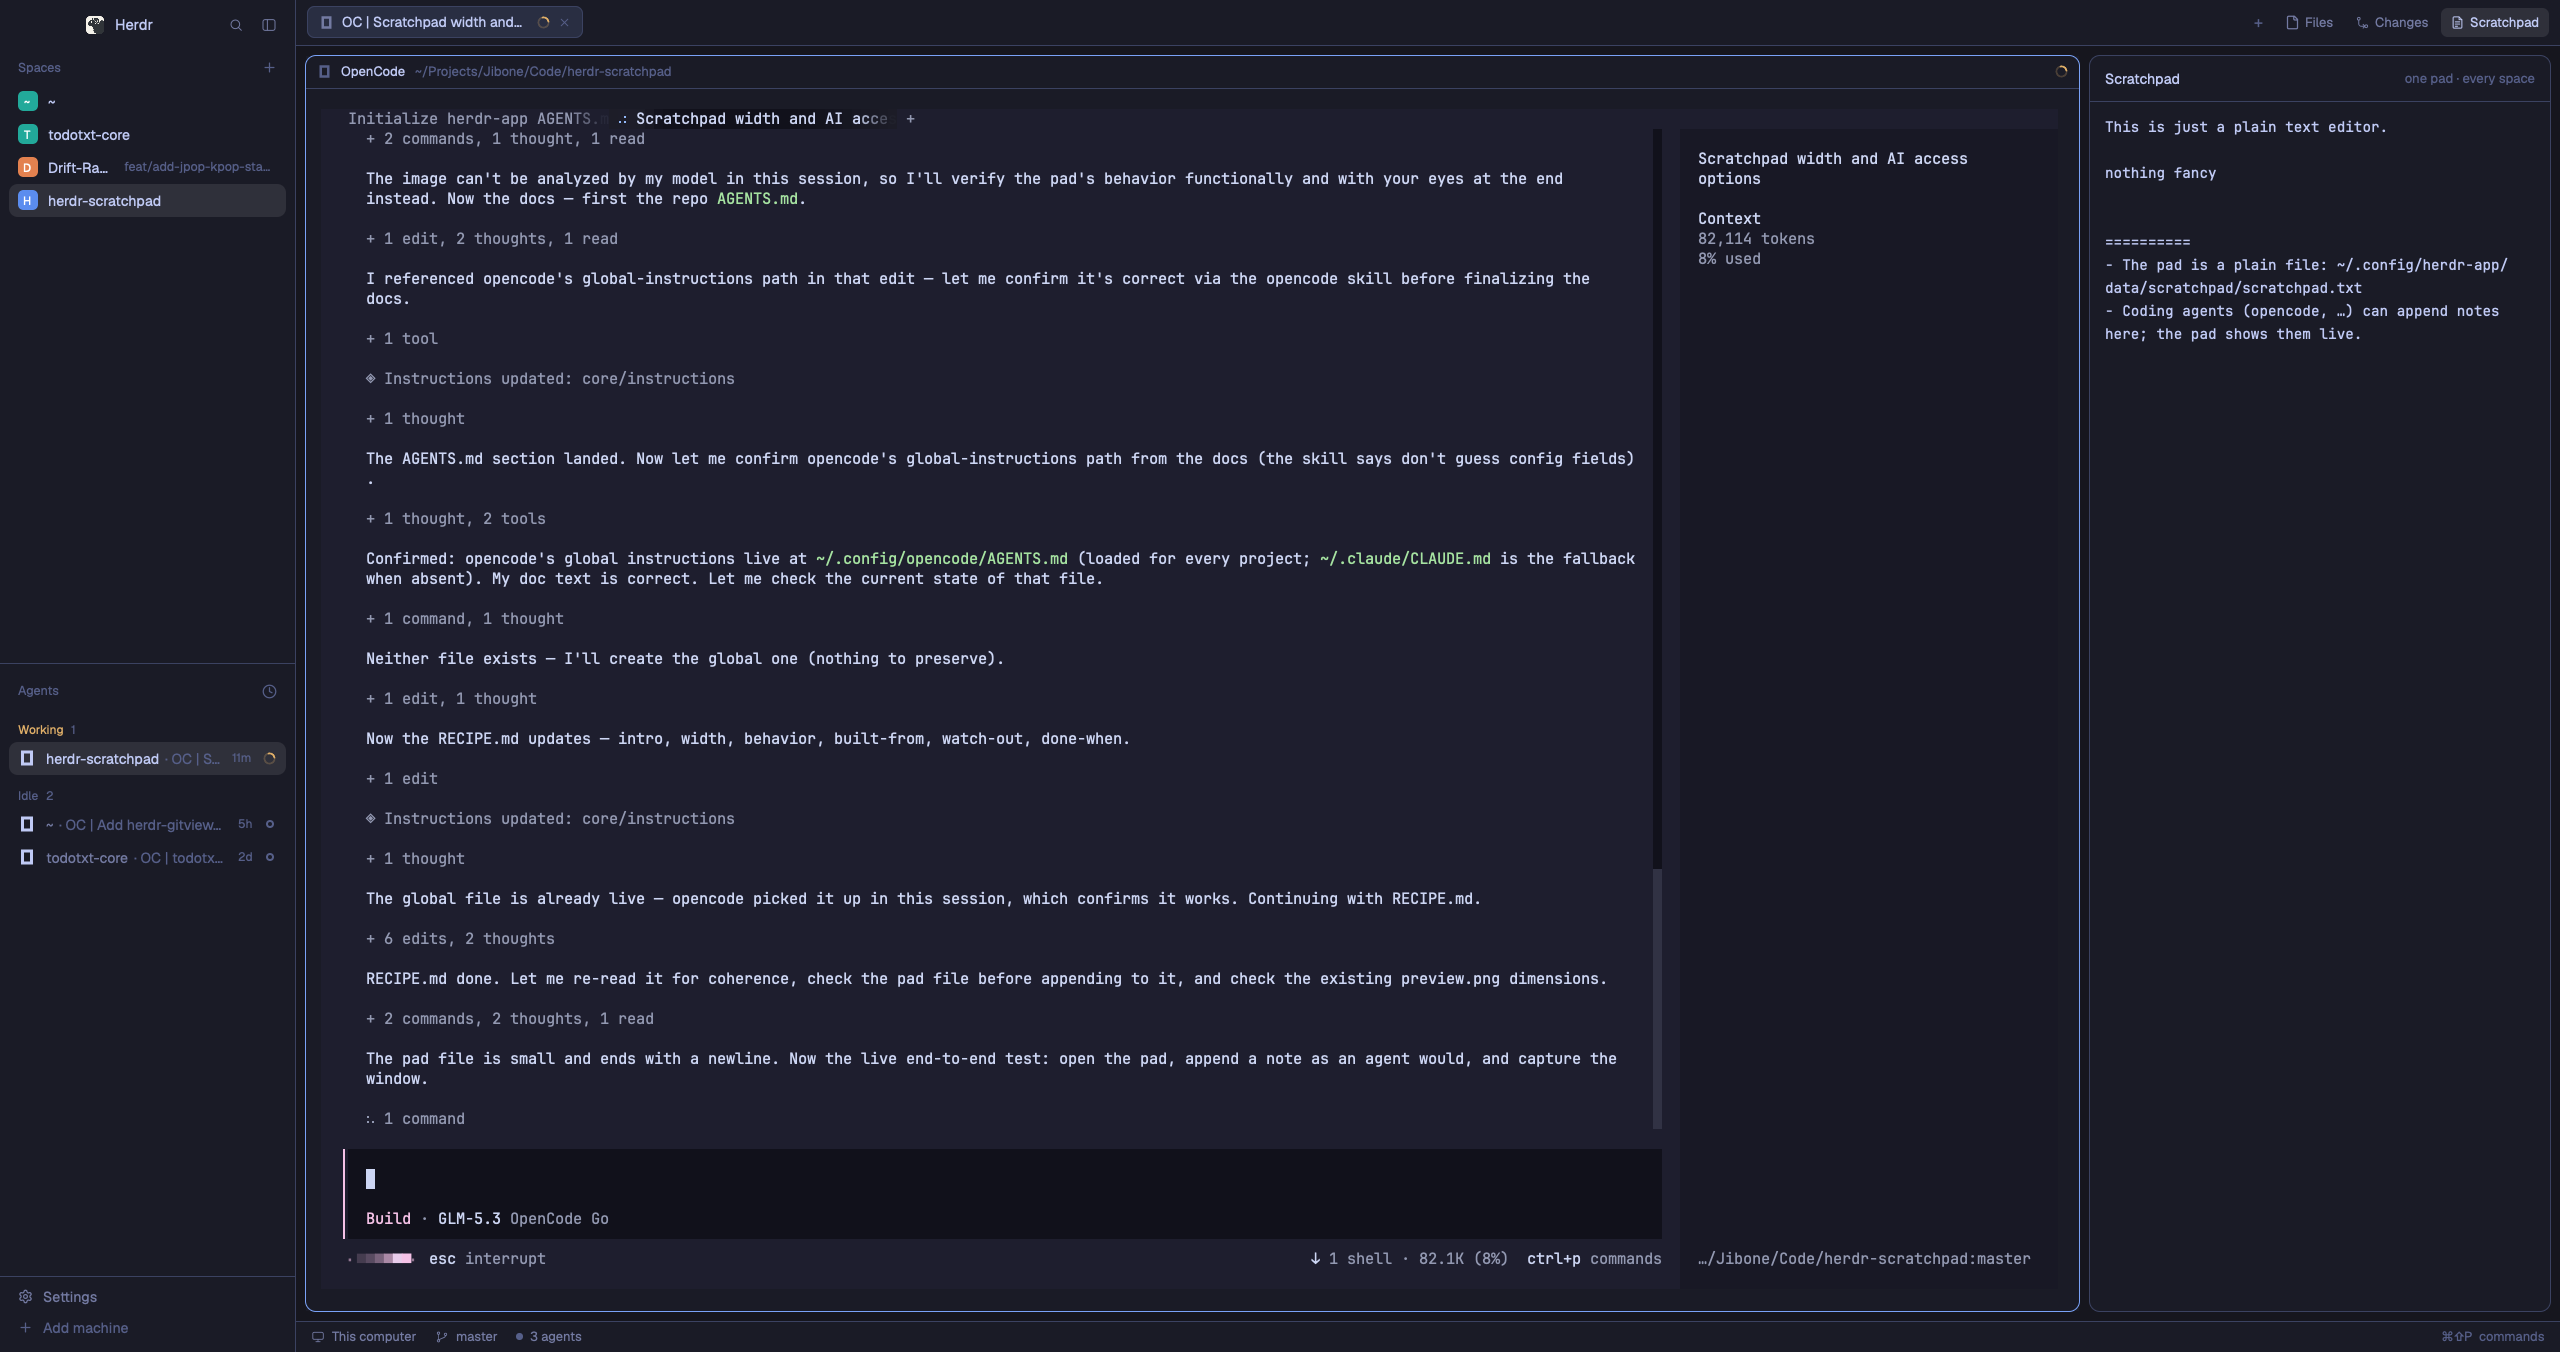 Herdr
Spaces
~ ~
T todotxt-core
D Drift-Ra... feat/add-jpop-kpop-sta...
H herdr-scratchpad
Agents
Working 1
herdr-scratchpad · OC | S... 11m
Idle 2
~ · OC | Add herdr-gitview... 5h
todotxt-core · OC | todotx... 2d
Settings
+ Add machine
OC | Scratchpad width and...
+ Files Changes Scratchpad
OpenCode ~/Projects/Jibone/Code/herdr-scratchpad
Initialize herdr-app AGENTS.m Scratchpad width and AI acce +
+ 2 commands, 1 thought, 1 read
The image can't be analyzed by my model in this session, so I'll verify the pad's behavior functionally and with your eyes at the end
instead. Now the docs — first the repo AGENTS.md.
+ 1 edit, 2 thoughts, 1 read
I referenced opencode's global-instructions path in that edit — let me confirm it's correct via the opencode skill before finalizing the
docs.
+ 1 tool
◈ Instructions updated: core/instructions
+ 1 thought
The AGENTS.md section landed. Now let me confirm opencode's global-instructions path from the docs (the skill says don't guess config fields)
.
+ 1 thought, 2 tools
Confirmed: opencode's global instructions live at ~/.config/opencode/AGENTS.md (loaded for every project; ~/.claude/CLAUDE.md is the fallback
when absent). My doc text is correct. Let me check the current state of that file.
+ 1 command, 1 thought
Neither file exists — I'll create the global one (nothing to preserve).
+ 1 edit, 1 thought
Now the RECIPE.md updates — intro, width, behavior, built-from, watch-out, done-when.
+ 1 edit
◈ Instructions updated: core/instructions
+ 1 thought
The global file is already live — opencode picked it up in this session, which confirms it works. Continuing with RECIPE.md.
+ 6 edits, 2 thoughts
RECIPE.md done. Let me re-read it for coherence, check the pad file before appending to it, and check the existing preview.png dimensions.
+ 2 commands, 2 thoughts, 1 read
The pad file is small and ends with a newline. Now the live end-to-end test: open the pad, append a note as an agent would, and capture the
window.
1 command
Build · GLM-5.3 OpenCode Go
esc interrupt
↓ 1 shell · 82.1K (8%) ctrl+p commands
Scratchpad width and AI access
options
Context
82,114 tokens
8% used
…/Jibone/Code/herdr-scratchpad:master
Scratchpad one pad · every space
This is just a plain text editor.
nothing fancy
==========
- The pad is a plain file: ~/.config/herdr-app/
data/scratchpad/scratchpad.txt
- Coding agents (opencode, …) can append notes
here; the pad shows them live.
This computer master 3 agents
⌘⇧P commands